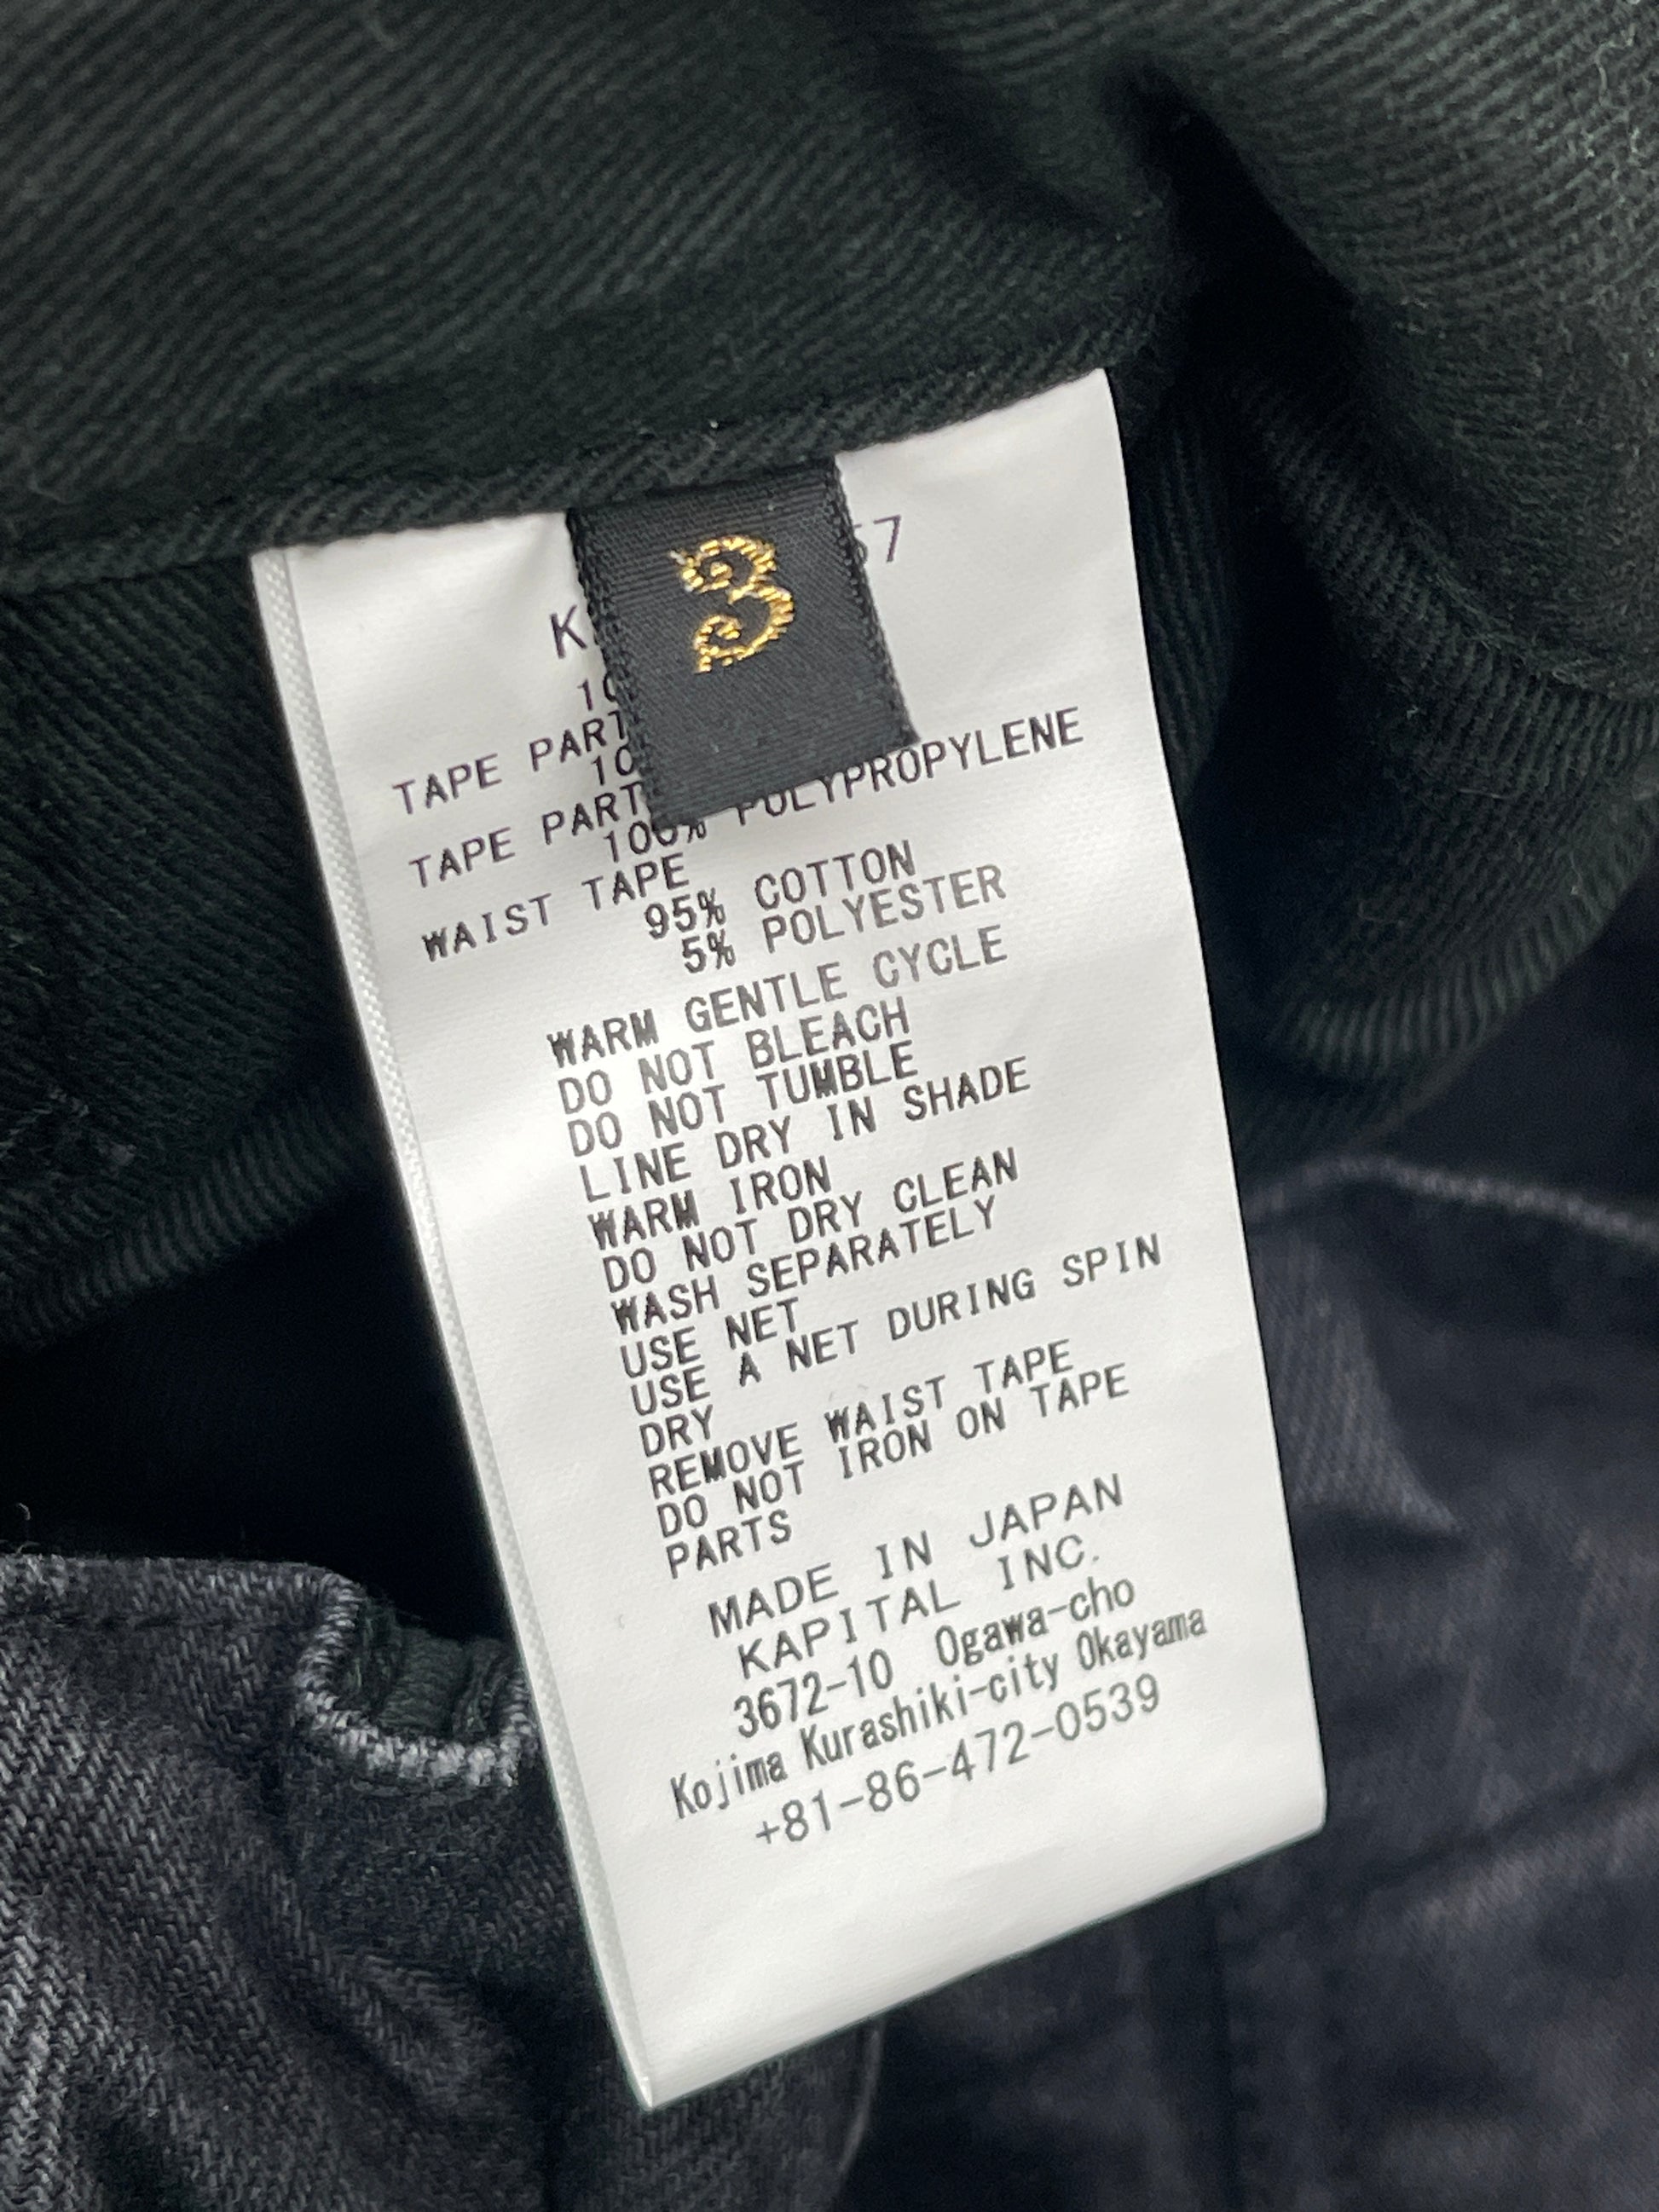 3
TAPE PART
TAPE PART
100% POLYPROPYLENE
WAIST TAPE
95% COTTON
5% POLYESTER
WARM GENTLE CYCLE
DO NOT BLEACH
DO NOT TUMBLE
LINE DRY IN SHADE
WARM IRON
DO NOT DRY CLEAN
WASH SEPARATELY
USE NET
USE A NET DURING SPIN
DRY
REMOVE WAIST TAPE
DO NOT IRON ON TAPE
PARTS
MADE IN JAPAN
KAPITAL INC.
3672-10 Ogawa-cho
Kojima Kurashiki-city Okayama
+81-86-472-0539